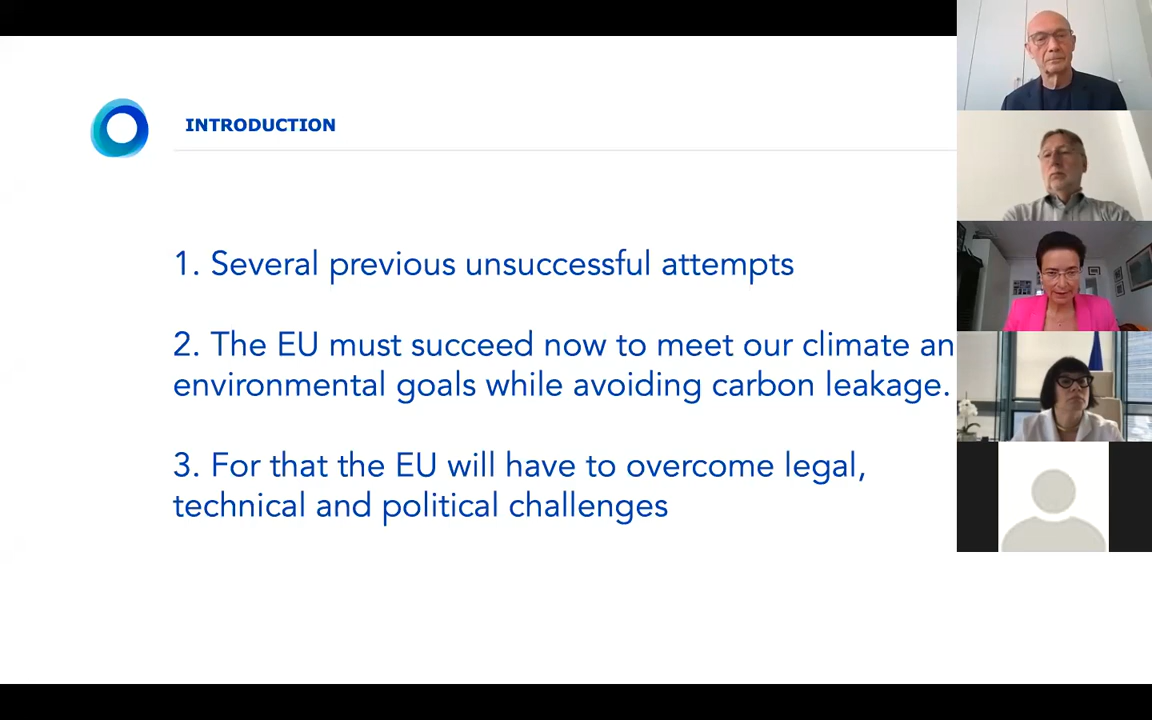 INTRODUCTION
1. Several previous unsuccessful attempts
2. The EU must succeed now to meet our climate an
environmental goals while avoiding carbon leakage.
3. For that the EU will have to overcome legal,
technical and political challenges